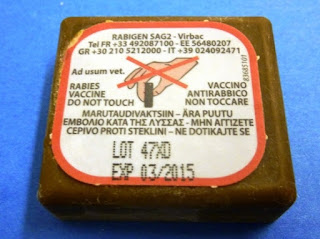 RABIGEN SAG2 - Virbac
Tel FR +33 492087100 - EE 56480207
GR +30 210 5212000 - IT +39 024092471
Ad usum vet.
RABIES
VACCINE
DO NOT TOUCH
VACCINO
ANTIRABBICO
NON TOCCARE
MARUTAUDIVAKTSIIN – ÄRA PUUTU
ΕΜΒΟΛΙΟ ΚΑΤΑ ΤΗΣ ΛΥΣΣΑΣ - ΜΗΝ ΑΓΓΙΖΕΤΕ
CEPIVO PROTI STEKLINI – NE DOTIKAJTE SE
LOT 47XD
EXP 03/2015